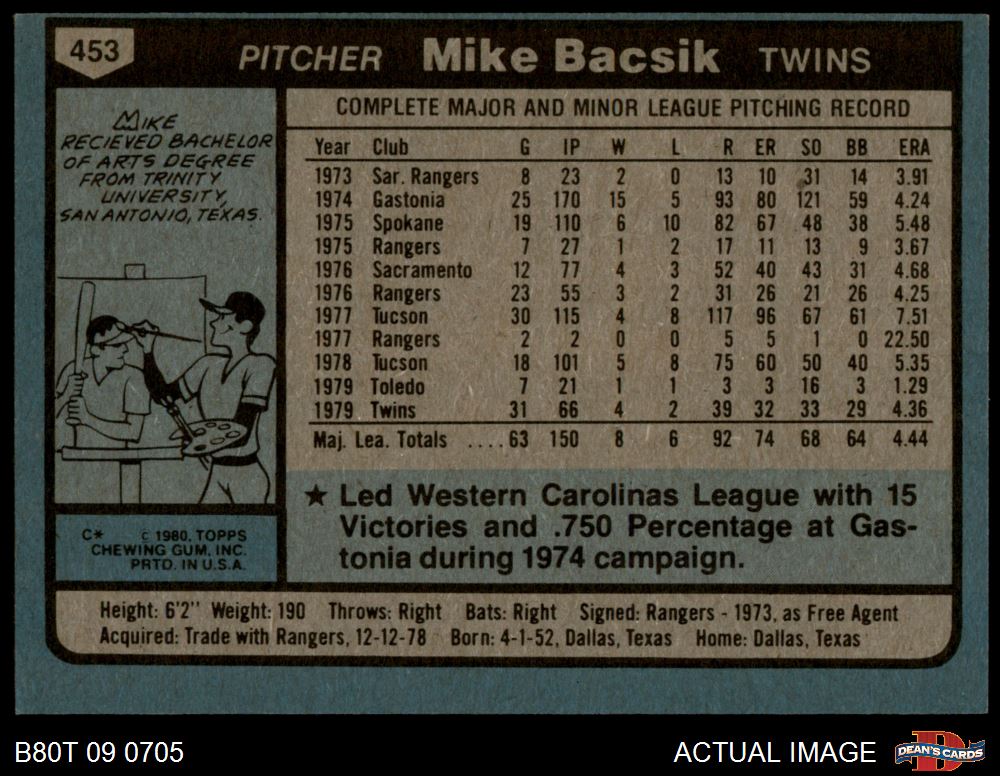 453
PITCHER Mike Bacsik TWINS
MIKE
RECIEVED BACHELOR
OF ARTS DEGREE
FROM TRINITY
UNIVERSITY,
SAN ANTONIO, TEXAS.
C* © 1980. TOPPS
CHEWING GUM, INC.
PRTD. IN U.S.A.
COMPLETE MAJOR AND MINOR LEAGUE PITCHING RECORD
Year Club G IP W L R ER SO BB ERA
1973 Sar. Rangers 8 23 2 0 13 10 31 14 3.91
1974 Gastonia 25 170 15 5 93 80 121 59 4.24
1975 Spokane 19 110 6 10 82 67 48 38 5.48
1975 Rangers 7 27 1 2 17 11 13 9 3.67
1976 Sacramento 12 77 4 3 52 40 43 31 4.68
1976 Rangers 23 55 3 2 31 26 21 26 4.25
1977 Tucson 30 115 4 8 117 96 67 61 7.51
1977 Rangers 2 2 0 0 5 5 1 0 22.50
1978 Tucson 18 101 5 8 75 60 50 40 5.35
1979 Toledo 7 21 1 1 3 3 16 3 1.29
1979 Twins 31 66 4 2 39 32 33 29 4.36
Maj. Lea. Totals ....63 150 8 6 92 74 68 64 4.44
★ Led Western Carolinas League with 15
Victories and .750 Percentage at Gas-
tonia during 1974 campaign.
Height: 6'2" Weight: 190 Throws: Right Bats: Right Signed: Rangers - 1973, as Free Agent
Acquired: Trade with Rangers, 12-12-78 Born: 4-1-52, Dallas, Texas Home: Dallas, Texas
B80T 09 0705 ACTUAL IMAGE D DEAN'S CARDS